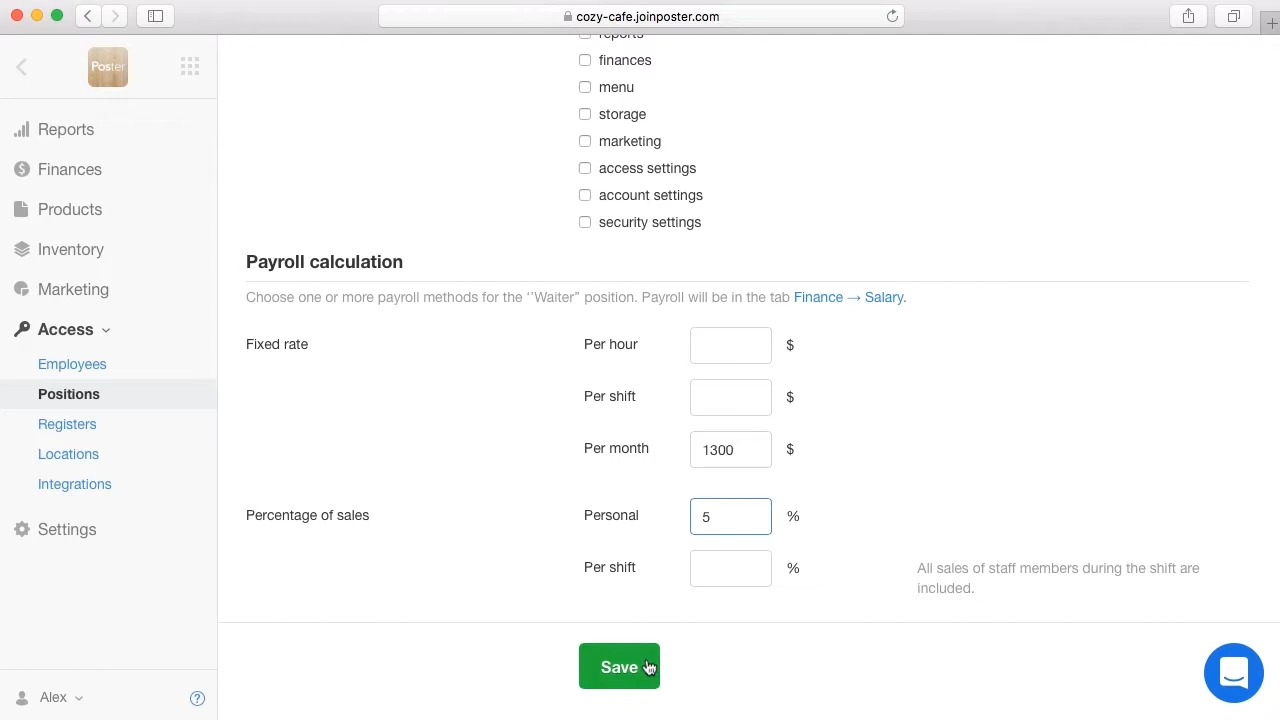 cozy-cafe.joinposter.com
Poster
reports
finances
menu
storage
marketing
access settings
account settings
security settings
Reports
Finances
Products
Inventory
Marketing
Access
Employees
Positions
Registers
Locations
Integrations
Settings
Alex
?
Payroll calculation
Choose one or more payroll methods for the ‘'Waiter” position. Payroll will be in the tab Finance → Salary.
Fixed rate
Per hour $
Per shift $
Per month 1300 $
Percentage of sales
Personal 5 %
Per shift %
All sales of staff members during the shift are
included.
Save